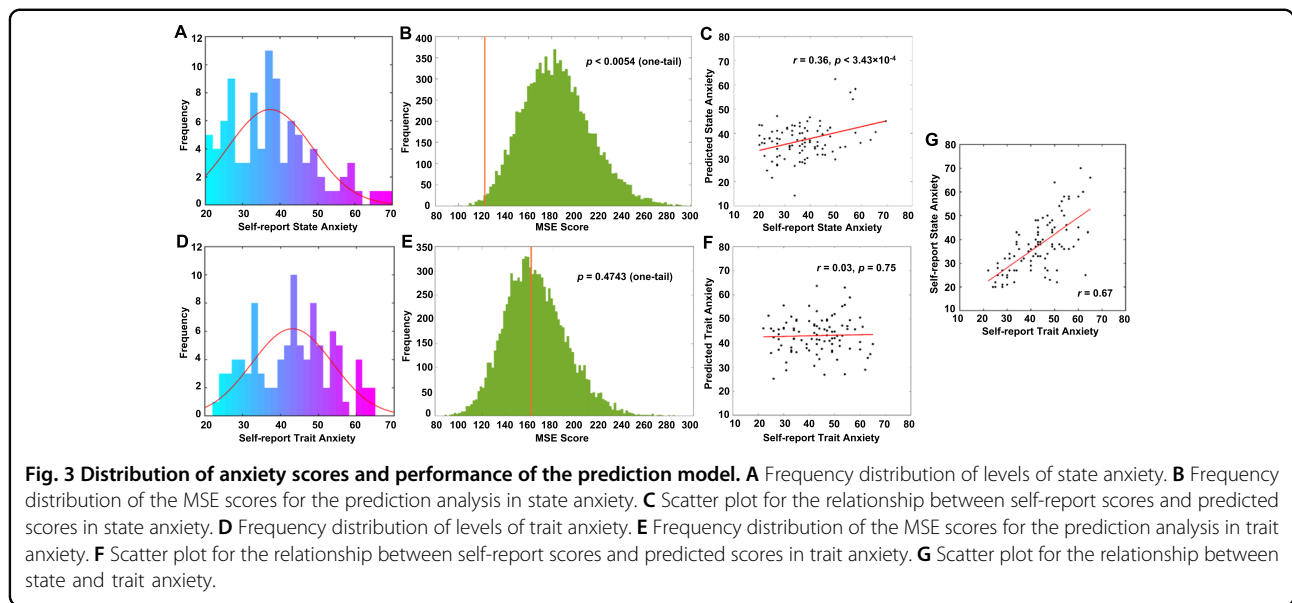 A
12
10
8
6
4
2
0
Frequency
20 30 40 50 60 70
Self-report State Anxiety
B
400
350
300
250
200
150
100
50
0
Frequency
p < 0.0054 (one-tail)
80 100 120 140 160 180 200 220 240 260 280 300
MSE Score
C
80
70
60
50
40
30
20
10
Predicted State Anxiety
r = 0.36, p < 3.43×10⁻⁴
10 20 30 40 50 60 70 80
Self-report State Anxiety
D
12
10
8
6
4
2
0
Frequency
20 30 40 50 60 70
Self-report Trait Anxiety
E
350
300
250
200
150
100
50
0
Frequency
p = 0.4743 (one-tail)
80 100 120 140 160 180 200 220 240 260 280 300
MSE Score
F
80
70
60
50
40
30
20
10
Predicted Trait Anxiety
r = 0.03, p = 0.75
10 20 30 40 50 60 70 80
Self-report Trait Anxiety
G
80
70
60
50
40
30
20
10
Self-report State Anxiety
r = 0.67
10 20 30 40 50 60 70 80
Self-report Trait Anxiety
Fig. 3 Distribution of anxiety scores and performance of the prediction model. A Frequency distribution of levels of state anxiety. B Frequency
distribution of the MSE scores for the prediction analysis in state anxiety. C Scatter plot for the relationship between self-report scores and predicted
scores in state anxiety. D Frequency distribution of levels of trait anxiety. E Frequency distribution of the MSE scores for the prediction analysis in trait
anxiety. F Scatter plot for the relationship between self-report scores and predicted scores in trait anxiety. G Scatter plot for the relationship between
state and trait anxiety.